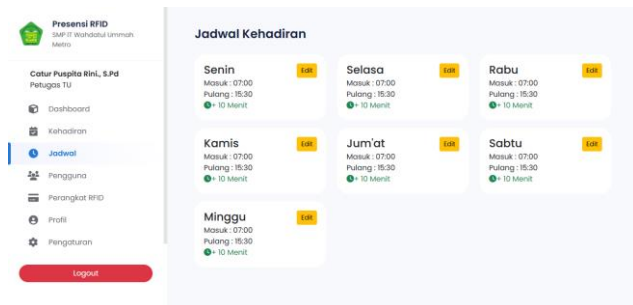 Presensi RFID
SMP IT Wahdatul Ummah
Metro
Catur Puspita Rini., S.Pd
Petugas TU
Dashboard
Kehadiran
Jadwal
Pengguna
Perangkat RFID
Profil
Pengaturan
Logout
Jadwal Kehadiran
Senin
Edit
Masuk : 07:00
Pulang : 15:30
+ 10 Menit
Selasa
Edit
Masuk : 07:00
Pulang : 15:30
+ 10 Menit
Rabu
Edit
Masuk : 07:00
Pulang : 15:30
+ 10 Menit
Kamis
Edit
Masuk : 07:00
Pulang : 15:30
+ 10 Menit
Jum'at
Edit
Masuk : 07:00
Pulang : 15:30
+ 10 Menit
Sabtu
Edit
Masuk : 07:00
Pulang : 15:30
+ 10 Menit
Minggu
Edit
Masuk : 07:00
Pulang : 15:30
+ 10 Menit